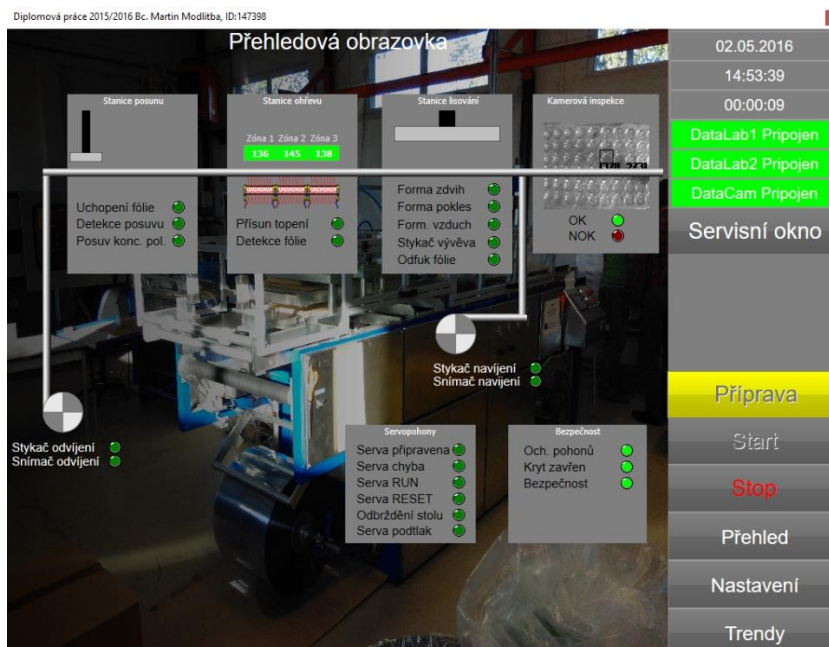 Diplomová práce 2015/2016 Bc. Martin Modlitba, ID:147398
Přehledová obrazovka
02.05.2016
14:53:39
00:00:09
DataLab1 Pripojen
DataLab2 Pripojen
DataCam Pripojen
Servisní okno
Příprava
Start
Stop
Přehled
Nastavení
Trendy
Stanice posunu
Uchopení fólie
Detekce posuvu
Posuv konc. pol.
Stanice ohřevu
Zóna 1 Zóna 2 Zóna 3
136 145 138
Přísun topení
Detekce fólie
Stanice lisování
Forma zdvih
Forma pokles
Form. vzduch
Stykač vývěva
Odfuk fólie
Kamerová inspekce
1378 2731
OK
NOK
Stykač navíjení
Snímač navijení
Stykač odvíjení
Snímač odvíjení
Servopohony
Serva připravena
Serva chyba
Serva RUN
Serva RESET
Odbrždění stolu
Serva podtlak
Bezpečnost
Och. pohonů
Kryt zavřen
Bezpečnost